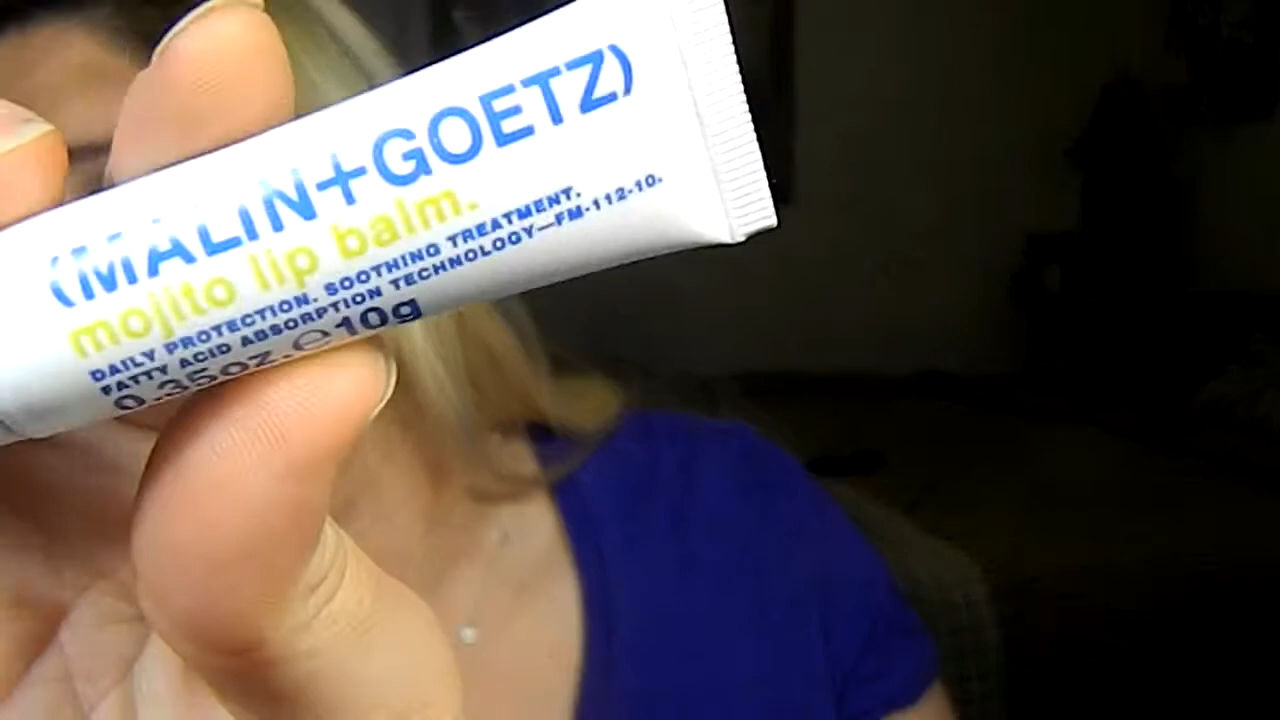 (MALIN+GOETZ)
mojito lip balm.
DAILY PROTECTION. SOOTHING TREATMENT.
FATTY ACID ABSORPTION TECHNOLOGY—FM-112-10.
0.35oz. ℮10g